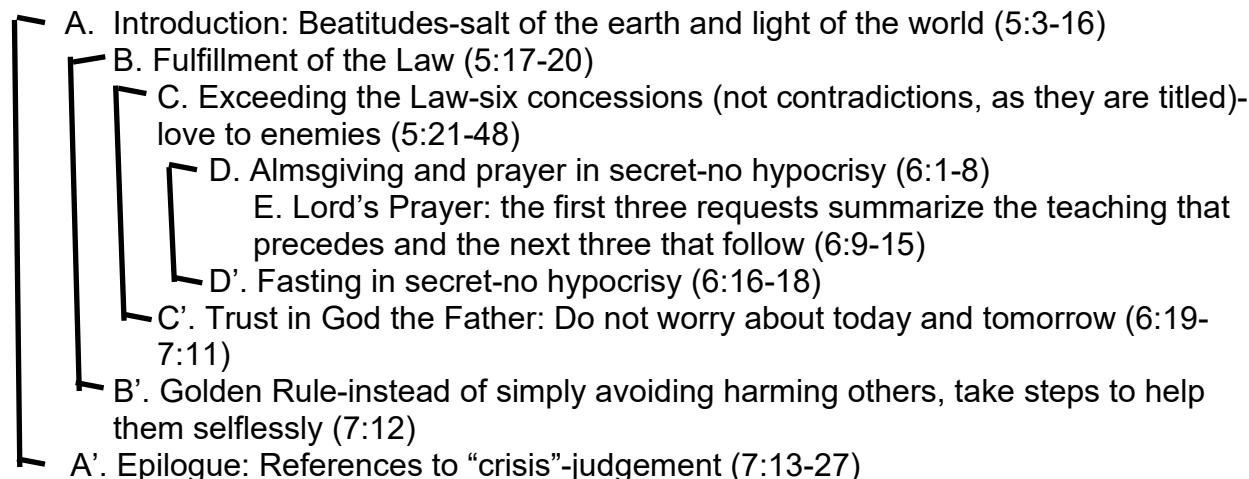 A. Introduction: Beatitudes-salt of the earth and light of the world (5:3-16)
B. Fulfillment of the Law (5:17-20)
C. Exceeding the Law-six concessions (not contradictions, as they are titled)-
love to enemies (5:21-48)
D. Almsgiving and prayer in secret-no hypocrisy (6:1-8)
E. Lord’s Prayer: the first three requests summarize the teaching that
precedes and the next three that follow (6:9-15)
D’. Fasting in secret-no hypocrisy (6:16-18)
C’. Trust in God the Father: Do not worry about today and tomorrow (6:19-
7:11)
B’. Golden Rule-instead of simply avoiding harming others, take steps to help
them selflessly (7:12)
A’. Epilogue: References to “crisis”-judgement (7:13-27)